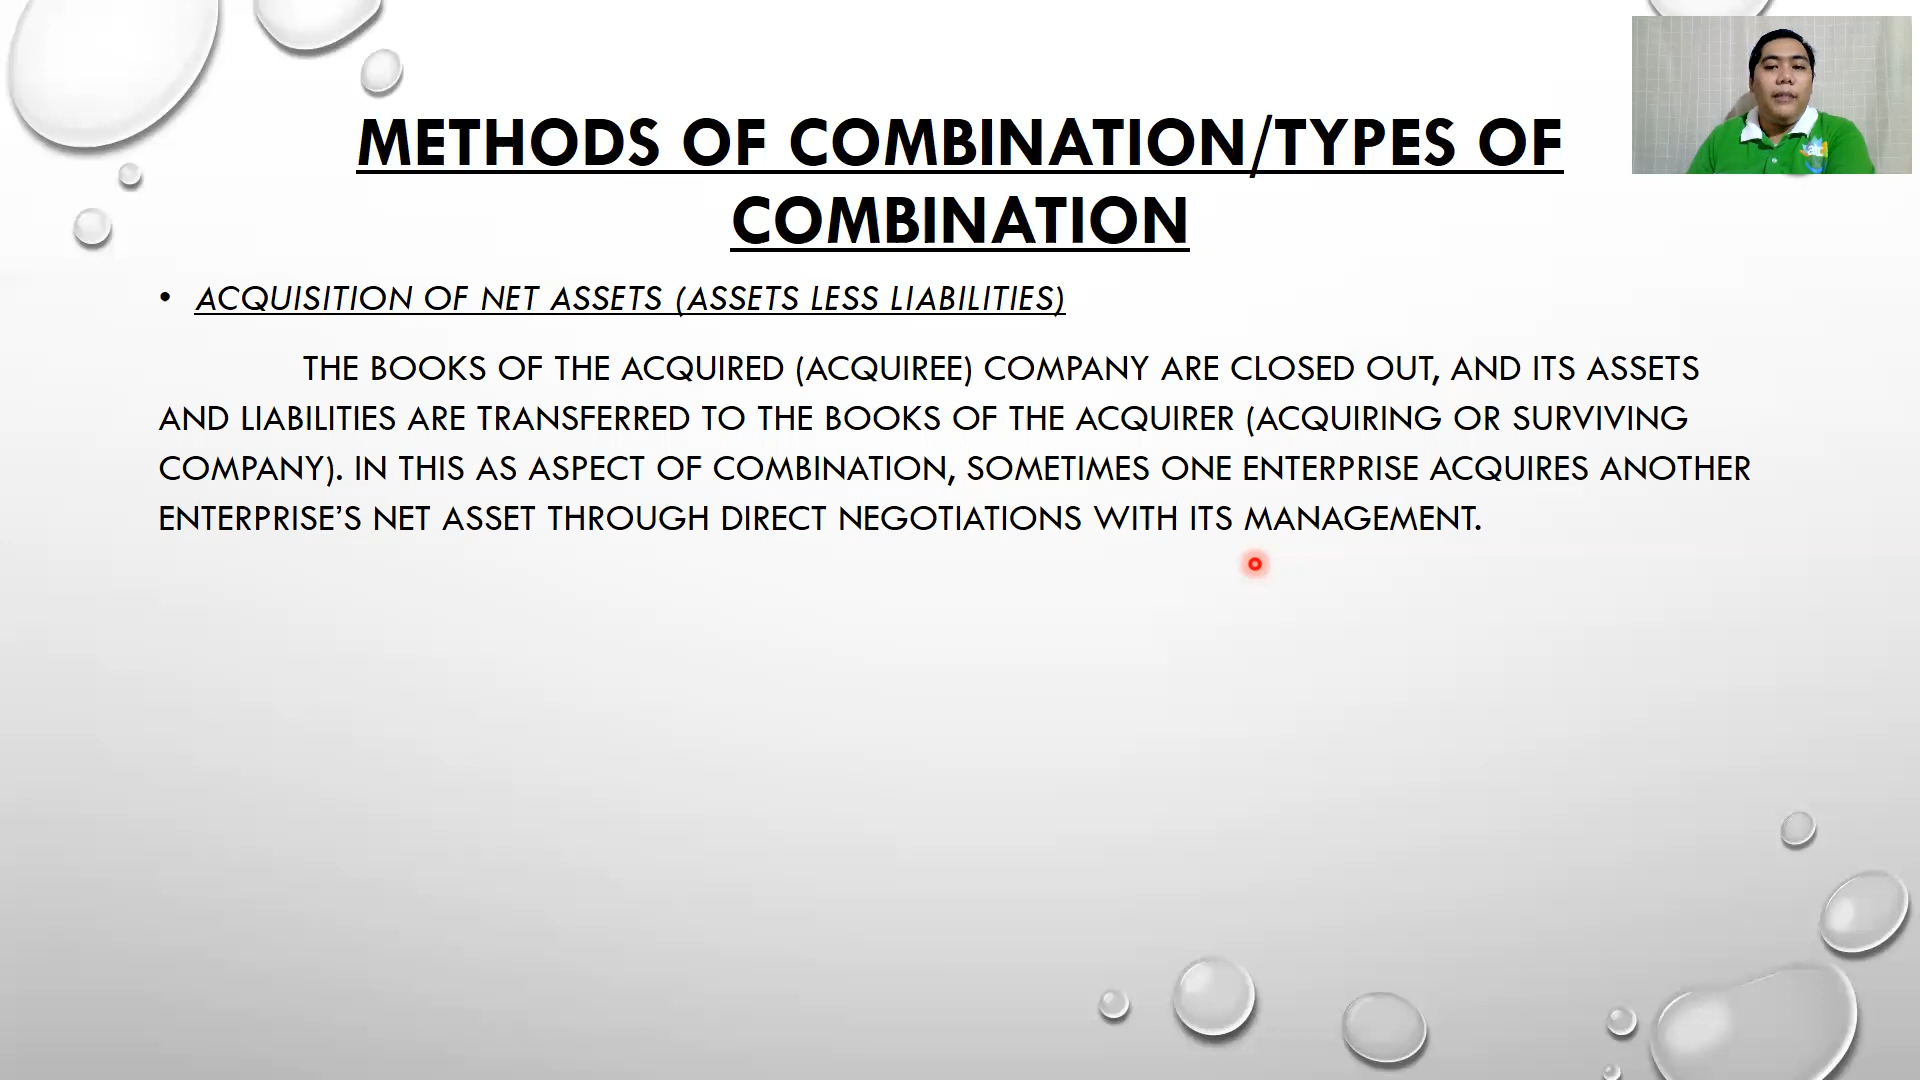 METHODS OF COMBINATION/TYPES OF
COMBINATION
• ACQUISITION OF NET ASSETS (ASSETS LESS LIABILITIES)
THE BOOKS OF THE ACQUIRED (ACQUIREE) COMPANY ARE CLOSED OUT, AND ITS ASSETS
AND LIABILITIES ARE TRANSFERRED TO THE BOOKS OF THE ACQUIRER (ACQUIRING OR SURVIVING
COMPANY). IN THIS AS ASPECT OF COMBINATION, SOMETIMES ONE ENTERPRISE ACQUIRES ANOTHER
ENTERPRISE’S NET ASSET THROUGH DIRECT NEGOTIATIONS WITH ITS MANAGEMENT.